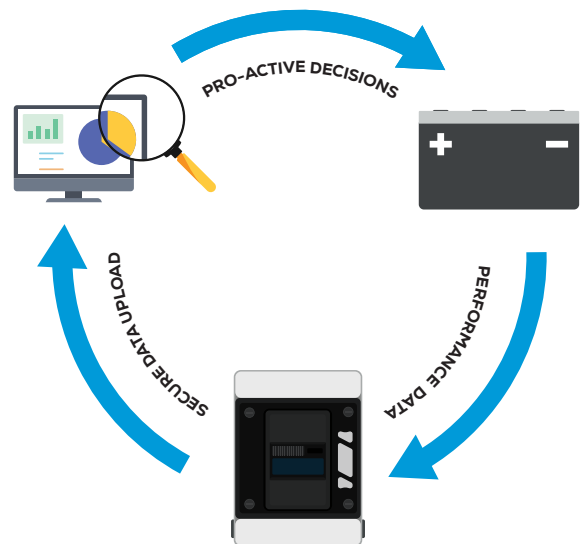 PRO-ACTIVE DECISIONS
PERFORMANCE DATA
SECURE DATA UPLOAD